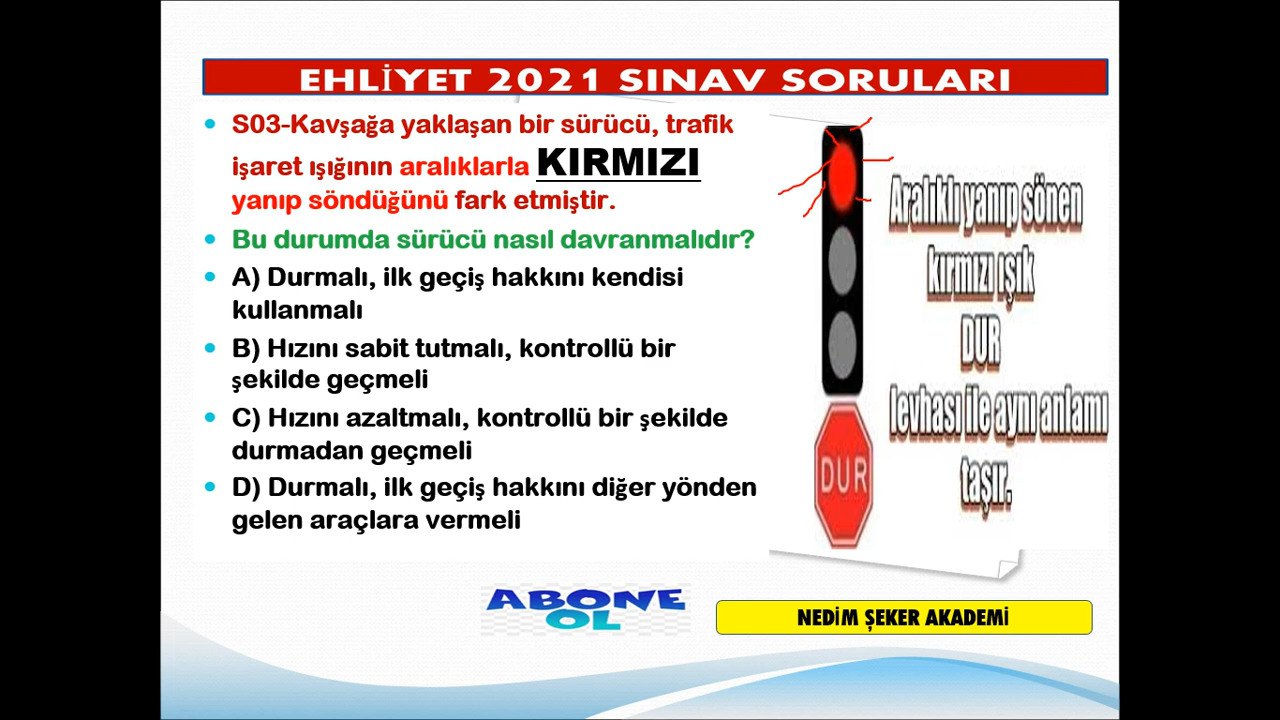 EHLİYET 2021 SINAV SORULARI
S03-Kavşağa yaklaşan bir sürücü, trafik
işaret ışığının aralıklarla KIRMIZI
yanıp söndüğünü fark etmiştir.
Bu durumda sürücü nasıl davranmalıdır?
A) Durmalı, ilk geçiş hakkını kendisi
kullanmalı
B) Hızını sabit tutmalı, kontrollü bir
şekilde geçmeli
C) Hızını azaltmalı, kontrollü bir şekilde
durmadan geçmeli
D) Durmalı, ilk geçiş hakkını diğer yönden
gelen araçlara vermeli
Aralıklı yanıp sönen
kırmızı ışık
DUR
levhası ile aynı anlamı
taşır.
DUR
ABONE
OL
NEDİM ŞEKER AKADEMİ